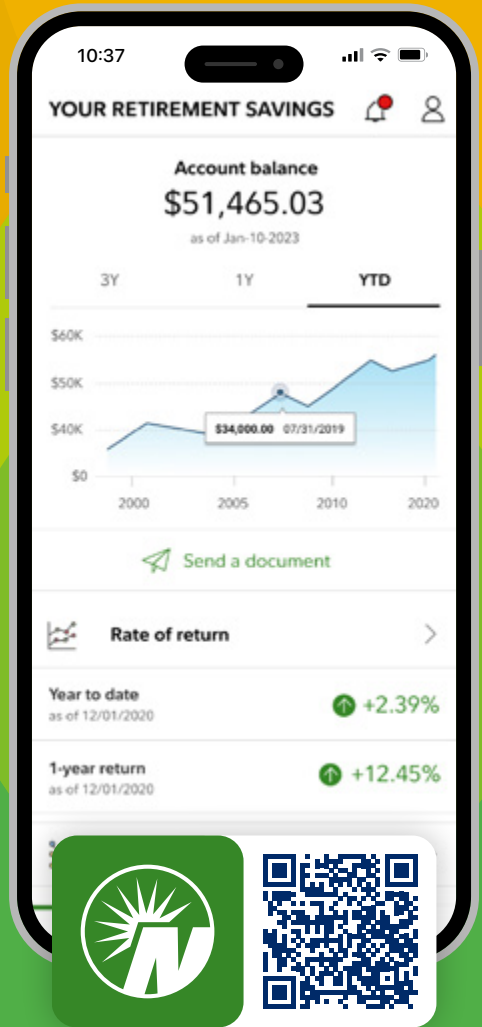 10:37
YOUR RETIREMENT SAVINGS
Account balance
$51,465.03
as of Jan-10-2023
3Y 1Y YTD
$60K
$50K
$34,000.00 07/31/2019
$40K
$0
2000 2005 2010 2020
Send a document
Rate of return
Year to date
as of 12/01/2020
+2.39%
1-year return
as of 12/01/2020
+12.45%